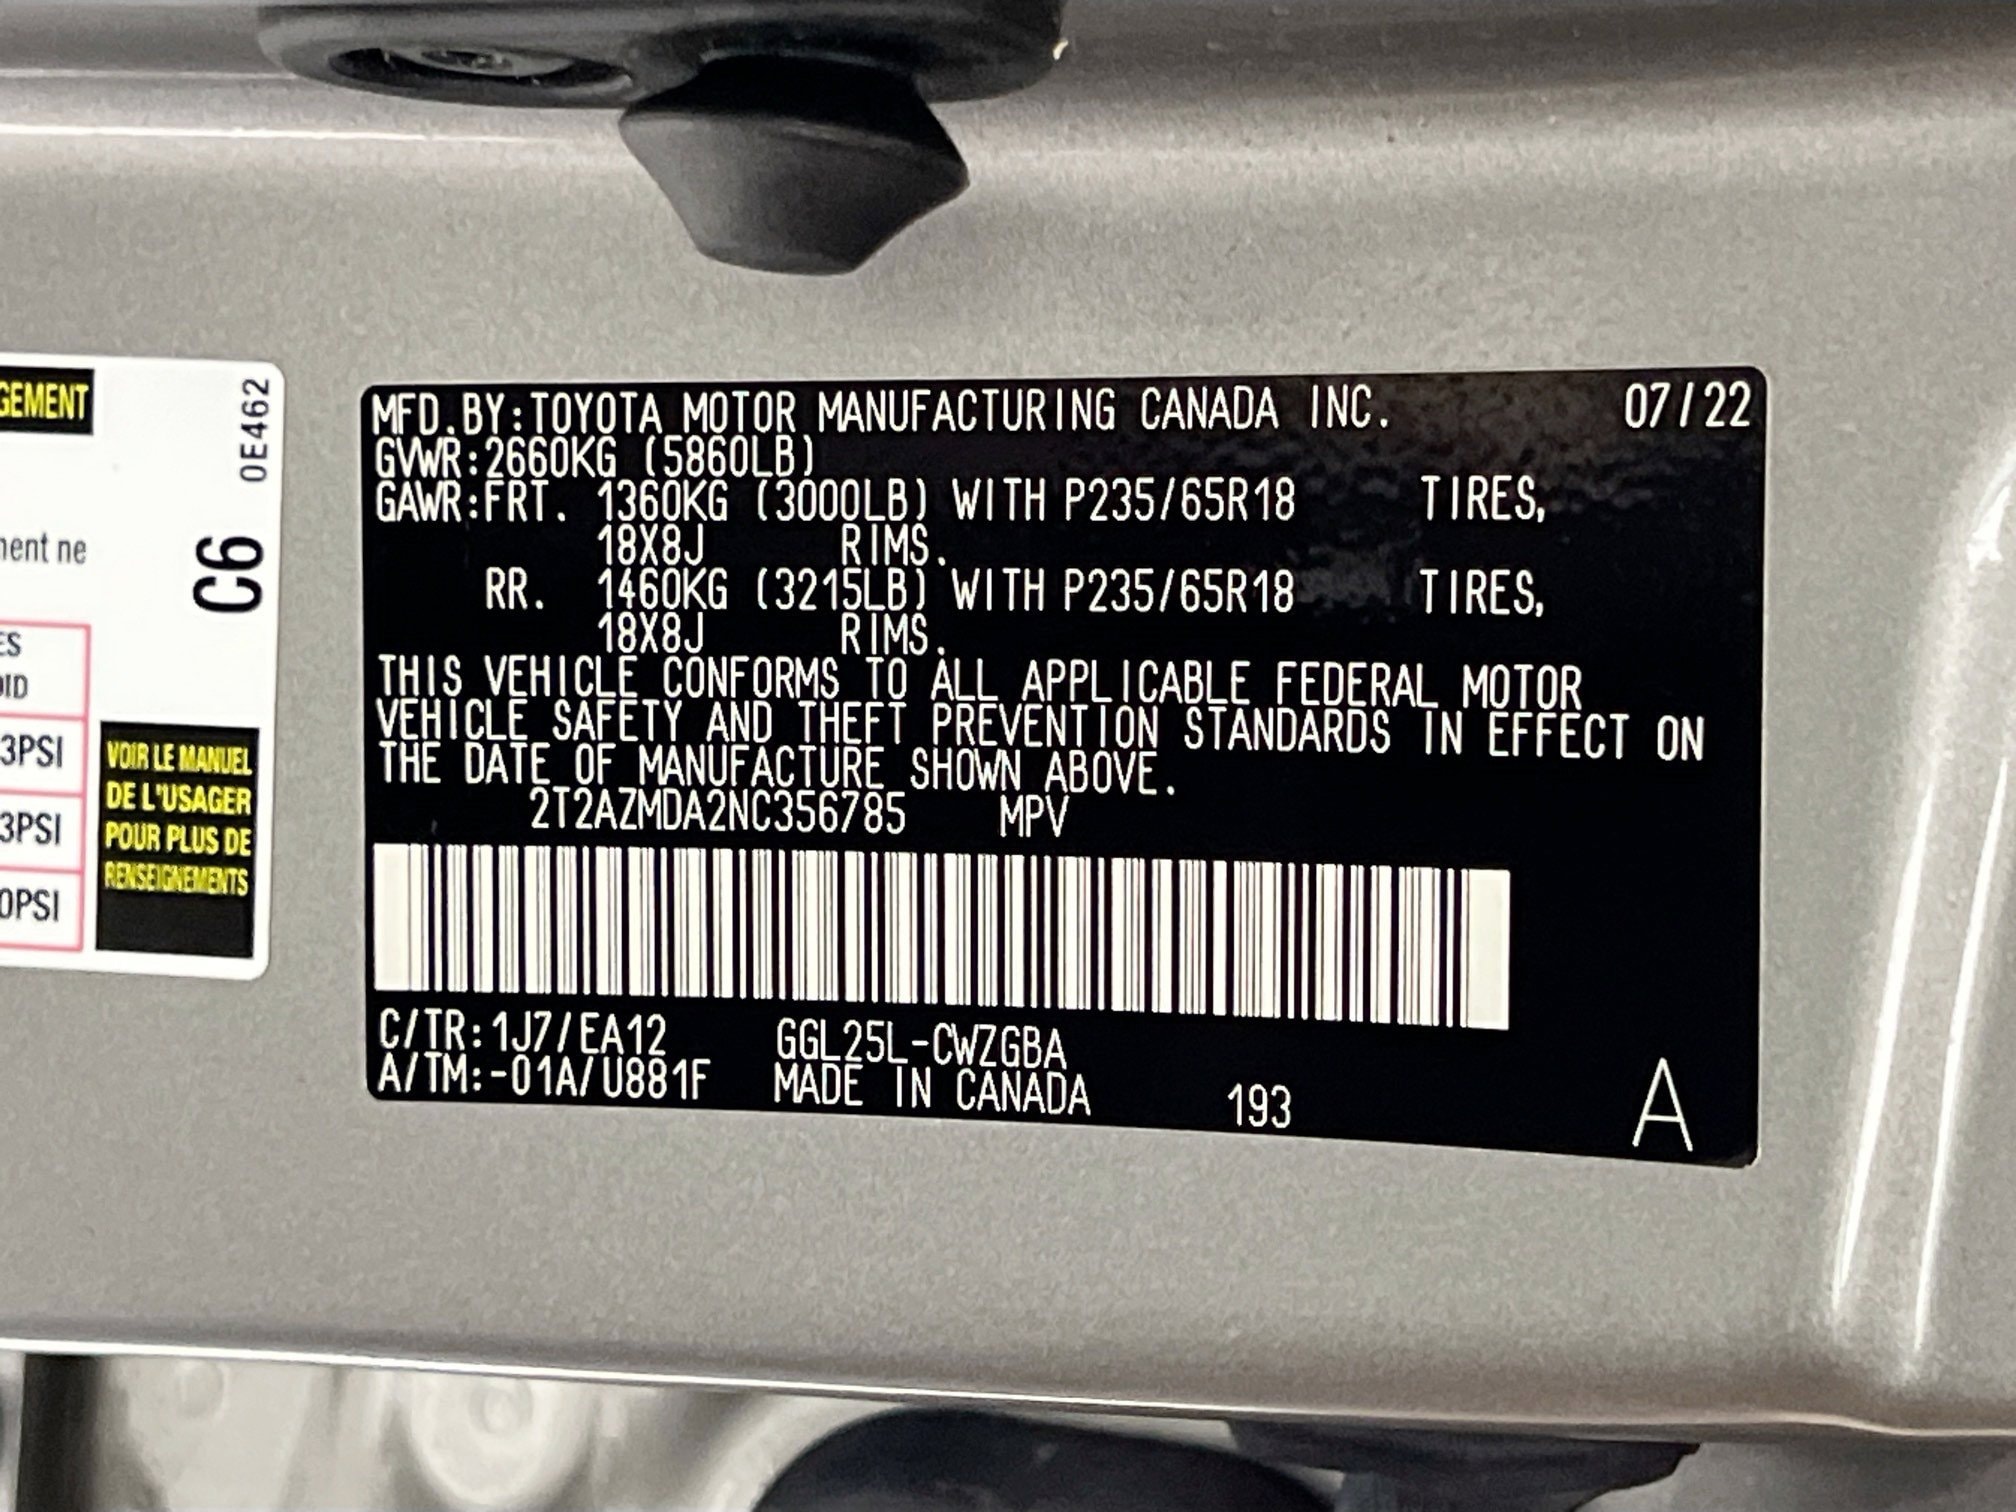 GEMENT
0E462
C6
ment ne
ES
OID
3PSI
3PSI
0PSI
VOIR LE MANUEL
DE L'USAGER
POUR PLUS DE
RENSEIGNEMENTS
MFD.BY:TOYOTA MOTOR MANUFACTURING CANADA INC. 07/22
GVWR:2660KG (5860LB)
GAWR:FRT. 1360KG (3000LB) WITH P235/65R18 TIRES,
18X8J RIMS.
RR. 1460KG (3215LB) WITH P235/65R18 TIRES,
18X8J RIMS.
THIS VEHICLE CONFORMS TO ALL APPLICABLE FEDERAL MOTOR
VEHICLE SAFETY AND THEFT PREVENTION STANDARDS IN EFFECT ON
THE DATE OF MANUFACTURE SHOWN ABOVE.
2T2AZMDA2NC356785 MPV
C/TR:1J7/EA12 GGL25L-CWZGBA
A/TM:-01A/U881F MADE IN CANADA 193 A